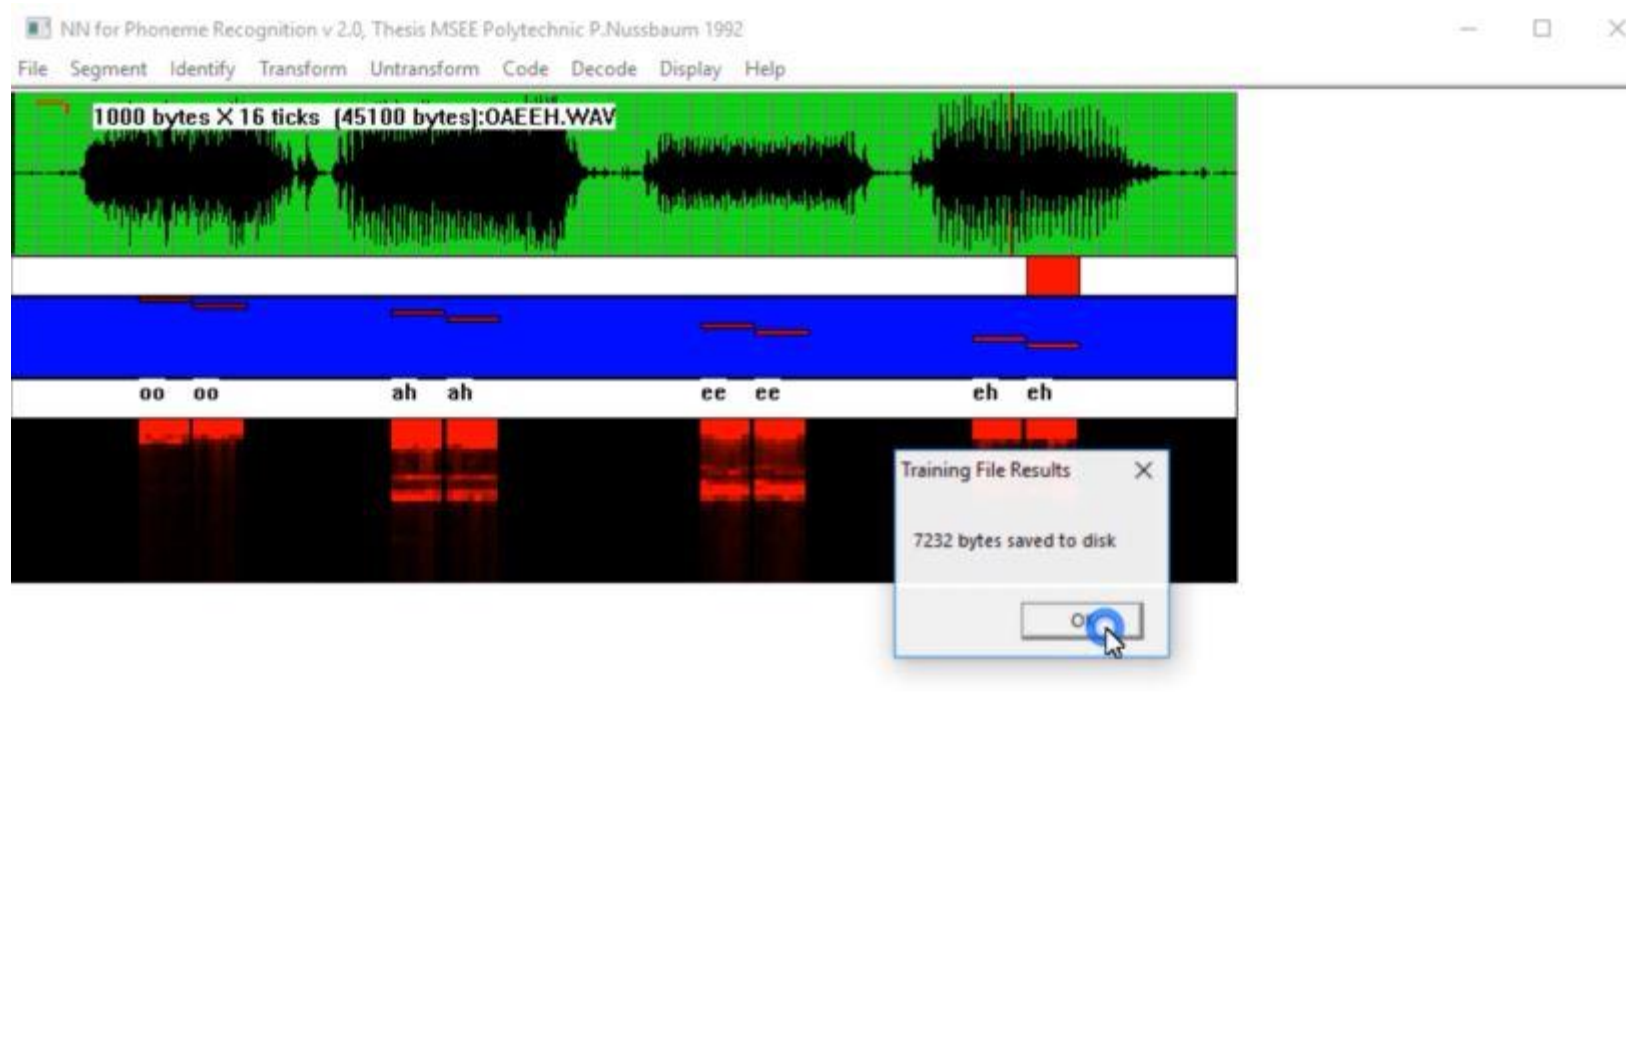 NN for Phoneme Recognition v 2.0, Thesis MSEE Polytechnic P.Nussbaum 1992
File Segment Identify Transform Untransform Code Decode Display Help
1000 bytes X 16 ticks (45100 bytes):OAEEH.WAV
oo oo ah ah ee ee eh eh
Training File Results
7232 bytes saved to disk